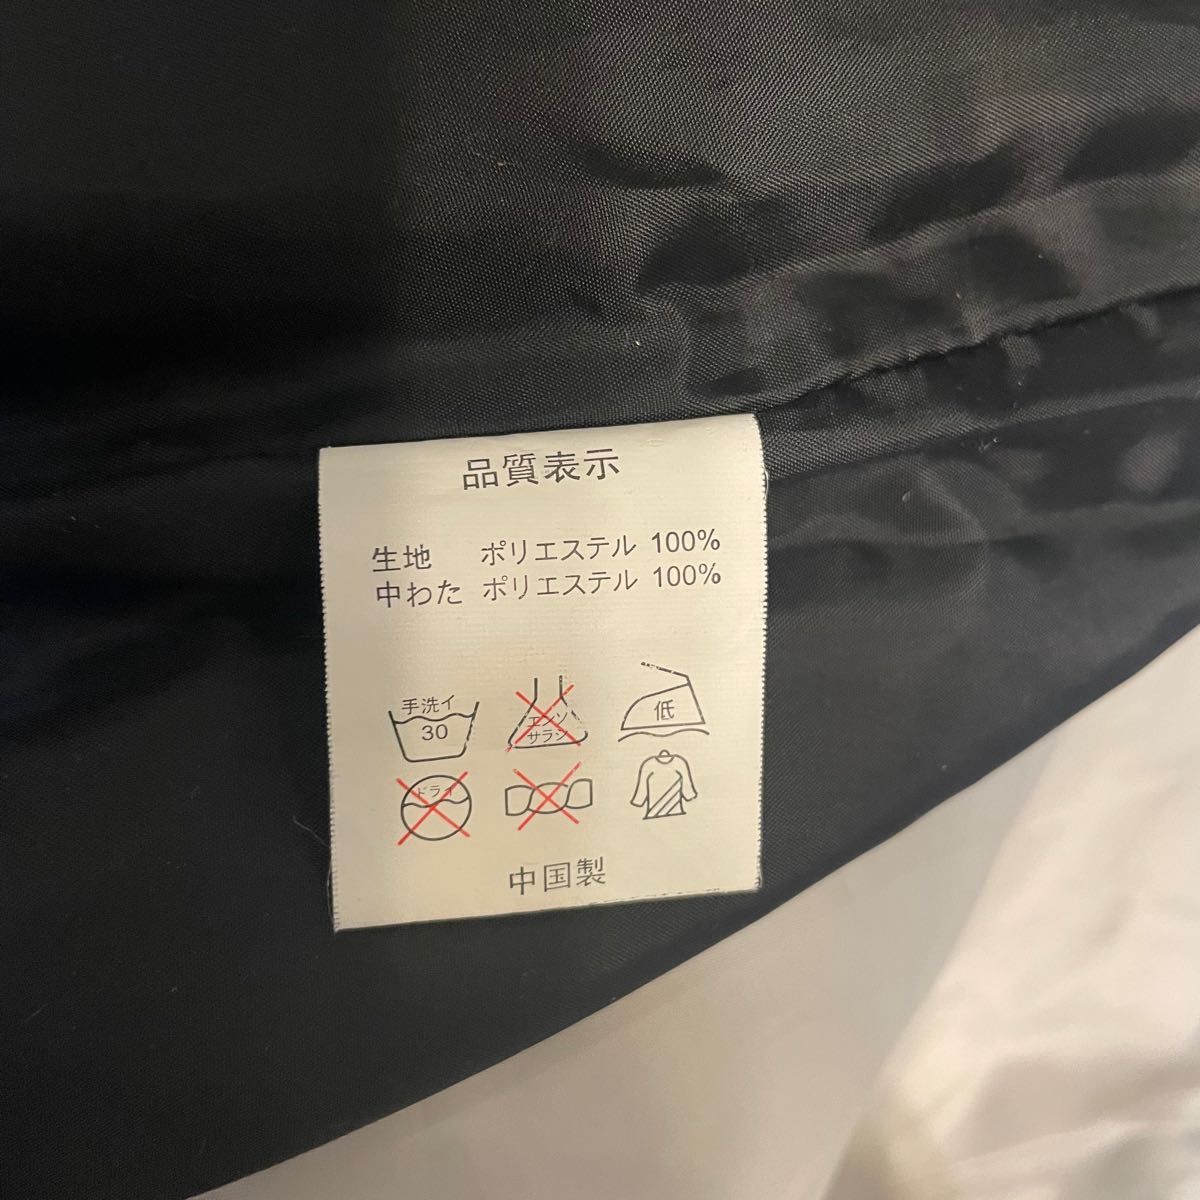 品質表示
生地 ポリエステル 100%
中わた ポリエステル 100%
手洗イ
30
エンソ
サラシ
低
ドライ
中国製